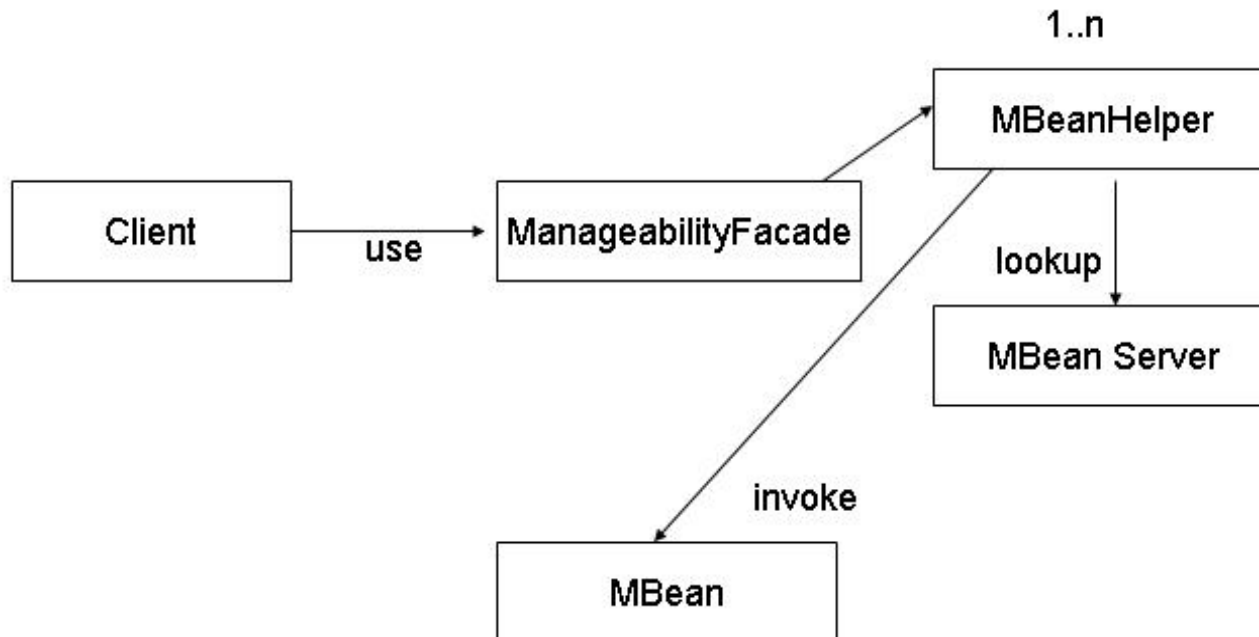 1..n
MBeanHelper
Client
use
ManageabilityFacade
lookup
MBean Server
invoke
MBean